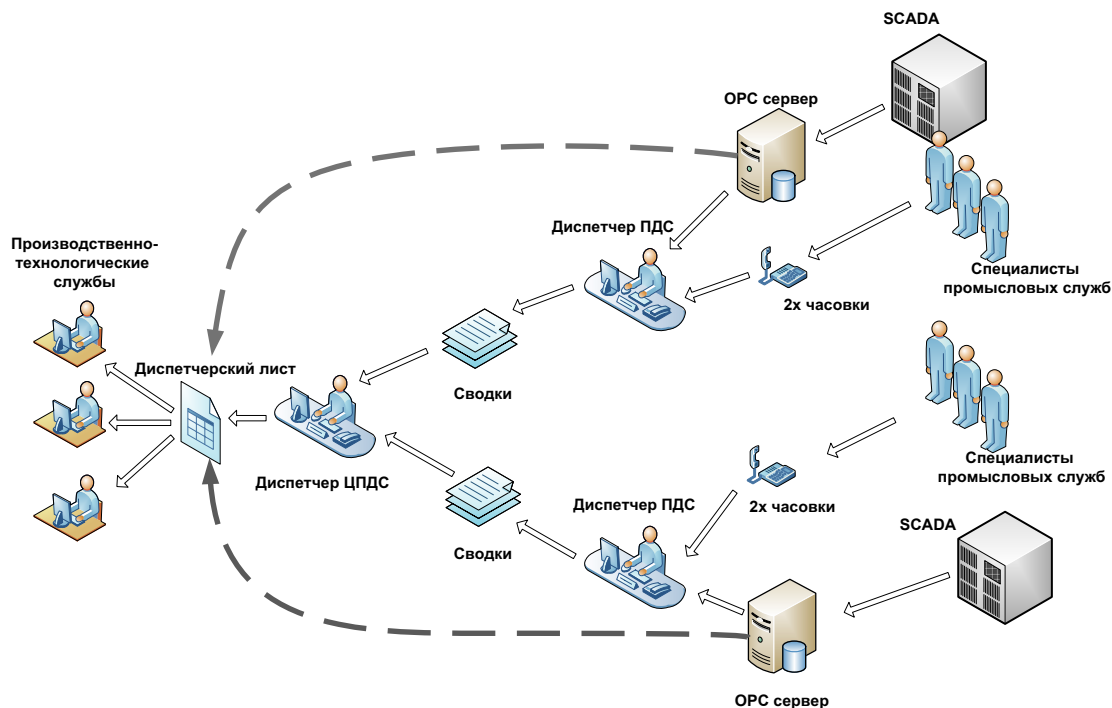 SCADA
OPC сервер
Диспетчер ПДС
Производственно-
технологические
службы
Специалисты
промысловых служб
2х часовки
Диспетчерский лист
Сводки
Специалисты
промысловых служб
Диспетчер ЦПДС
Диспетчер ПДС
2х часовки
SCADA
Сводки
OPC сервер